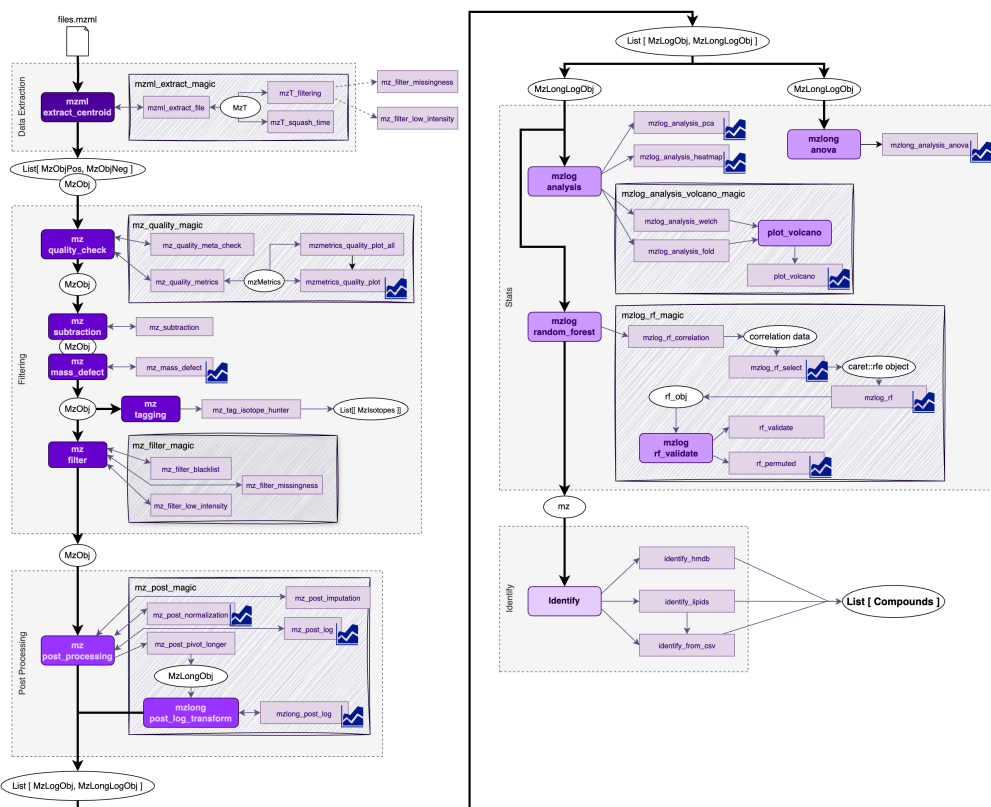 files.mzml
Data Extraction
mzml
extract_centroid
mzml_extract_magic
mzml_extract_file
MzT
mzT_filtering
mzT_squash_time
mz_filter_missingness
mz_filter_low_intensity
List[ MzObjPos, MzObjNeg ]
MzObj
Filtering
mz
quality_check
mz_quality_magic
mz_quality_meta_check
mz_quality_metrics
mzMetrics
mzmetrics_quality_plot_all
mzmetrics_quality_plot
MzObj
mz
subtraction
mz_subtraction
MzObj
mz
mass_defect
mz_mass_defect
MzObj
mz
tagging
mz_tag_isotope_hunter
List[[ MzIsotopes ]]
mz
filter
mz_filter_magic
mz_filter_blacklist
mz_filter_missingness
mz_filter_low_intensity
MzObj
Post Processing
mz
post_processing
mz_post_magic
mz_post_imputation
mz_post_normalization
mz_post_log
mz_post_pivot_longer
MzLongObj
mzlong
post_log_transform
mzlong_post_log
List [ MzLogObj, MzLongLogObj ]
List [ MzLogObj, MzLongLogObj ]
MzLongLogObj
MzLongLogObj
Stats
mzlog
analysis
mzlog_analysis_pca
mzlog_analysis_heatmap
mzlong
anova
mzlong_analysis_anova
mzlog_analysis_volcano_magic
mzlog_analysis_welch
mzlog_analysis_fold
plot_volcano
plot_volcano
mzlog
random_forest
mzlog_rf_magic
mzlog_rf_correlation
correlation data
mzlog_rf_select
caret::rfe object
mzlog_rf
rf_obj
mzlog
rf_validate
rf_validate
rf_permuted
mz
Identify
Identify
identify_hmdb
identify_lipids
identify_from_csv
List [ Compounds ]